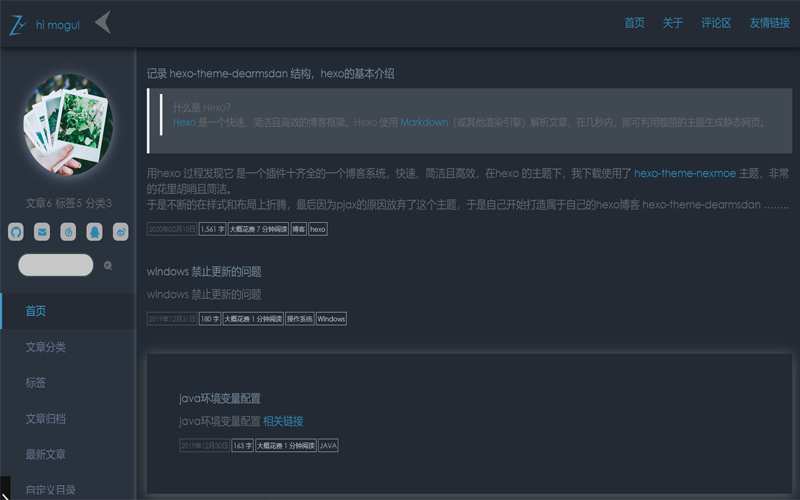 hi mogul
首页 关于 评论区 友情链接
文章6 标签5 分类3
首页
文章分类
标签
文章归档
最新文章
自定义目录
记录 hexo-theme-dearmsdan 结构，hexo的基本介绍
什么是 Hexo?
Hexo 是一个快速、简洁且高效的博客框架。Hexo 使用 Markdown（或其他渲染引擎）解析文章，在几秒内，即可利用靓丽的主题生成静态网页。
用hexo 过程发现它 是一个插件十齐全的一个博客系统，快速、简洁且高效，在hexo 的主题下，我下载使用了 hexo-theme-nexmoe 主题，非常
的花里胡哨且简洁。
于是不断的在样式和布局上折腾，最后因为pjax的原因放弃了这个主题，于是自己开始打造属于自己的hexo博客 hexo-theme-dearmsdan ........
2020年02月10日 1,561 字 大概花费 7 分钟阅读 博客 hexo
windows 禁止更新的问题
windows 禁止更新的问题
2019年12月31日 180 字 大概花费 1 分钟阅读 操作系统 Windows
java环境变量配置
java环境变量配置 相关链接
2019年12月30日 163 字 大概花费 1 分钟阅读 JAVA